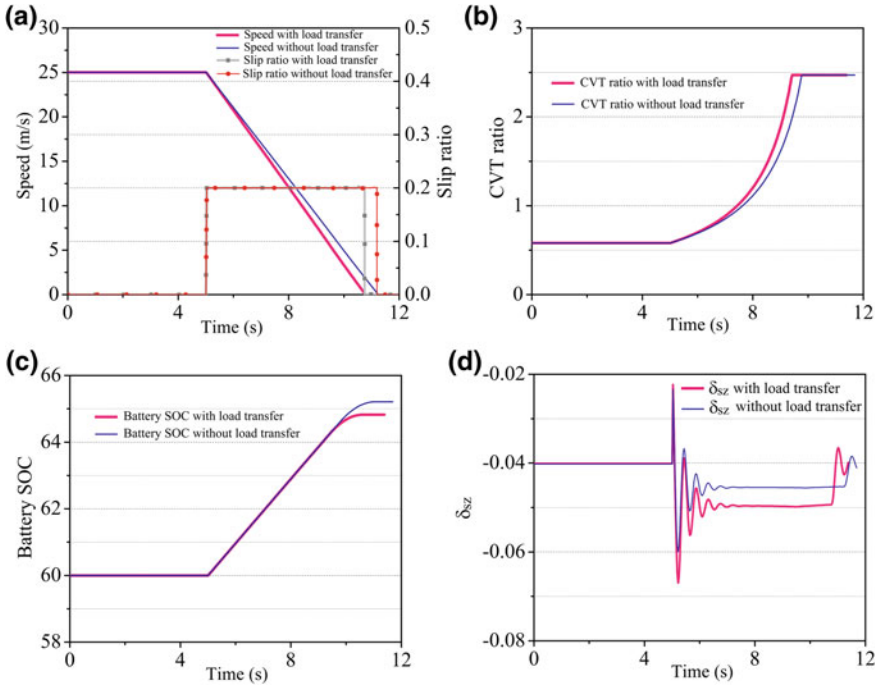 (a)
Speed with load transfer
Speed without load transfer
Slip ratio with load transfer
Slip ratio without load transfer
30
25
20
15
10
5
0
Speed (m/s)
0.5
0.4
0.3
0.2
0.1
0.0
Slip ratio
0 4 8 12
Time (s)
(b)
CVT ratio with load transfer
CVT ratio without load transfer
3
2
1
0
CVT ratio
0 4 8 12
Time (s)
(c)
Battery SOC with load transfer
Battery SOC without load transfer
66
64
62
60
58
Battery SOC
0 4 8 12
Time (s)
(d)
δsz with load transfer
δsz without load transfer
-0.02
-0.04
-0.06
-0.08
δsz
0 4 8 12
Time (s)